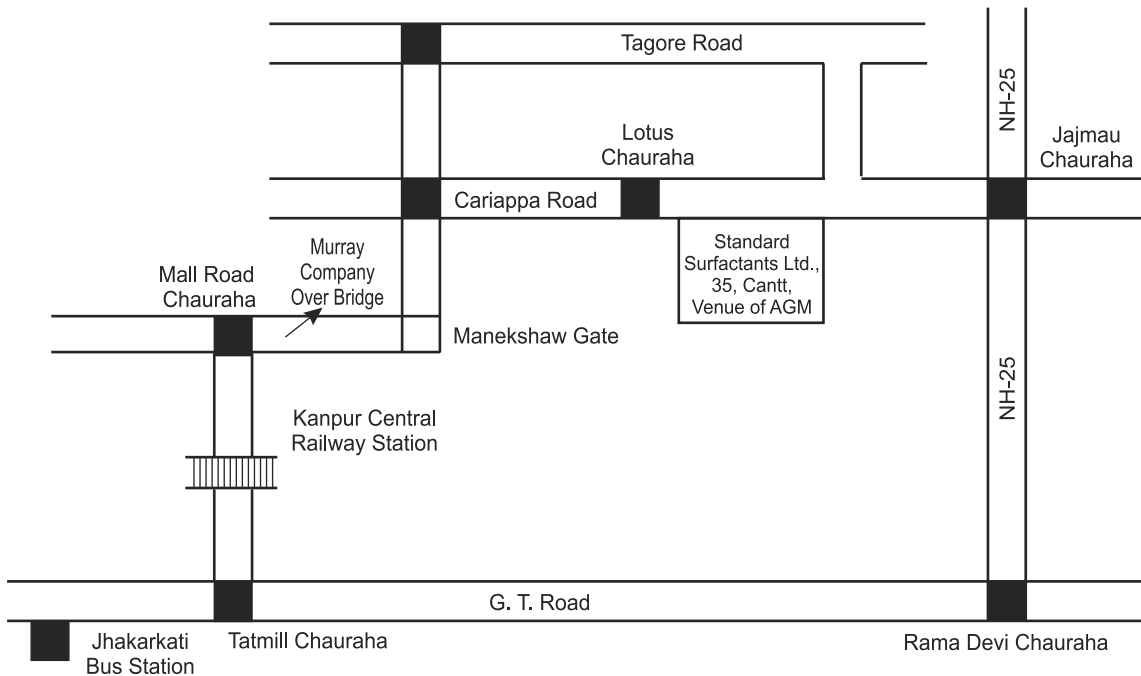 Tagore Road
NH-25
Jajmau
Chauraha
Lotus
Chauraha
Cariappa Road
Standard
Surfactants Ltd.,
35, Cantt,
Venue of AGM
Murray
Company
Over Bridge
Mall Road
Chauraha
Manekshaw Gate
NH-25
Kanpur Central
Railway Station
G. T. Road
Jhakarkati
Bus Station
Tatmill Chauraha
Rama Devi Chauraha